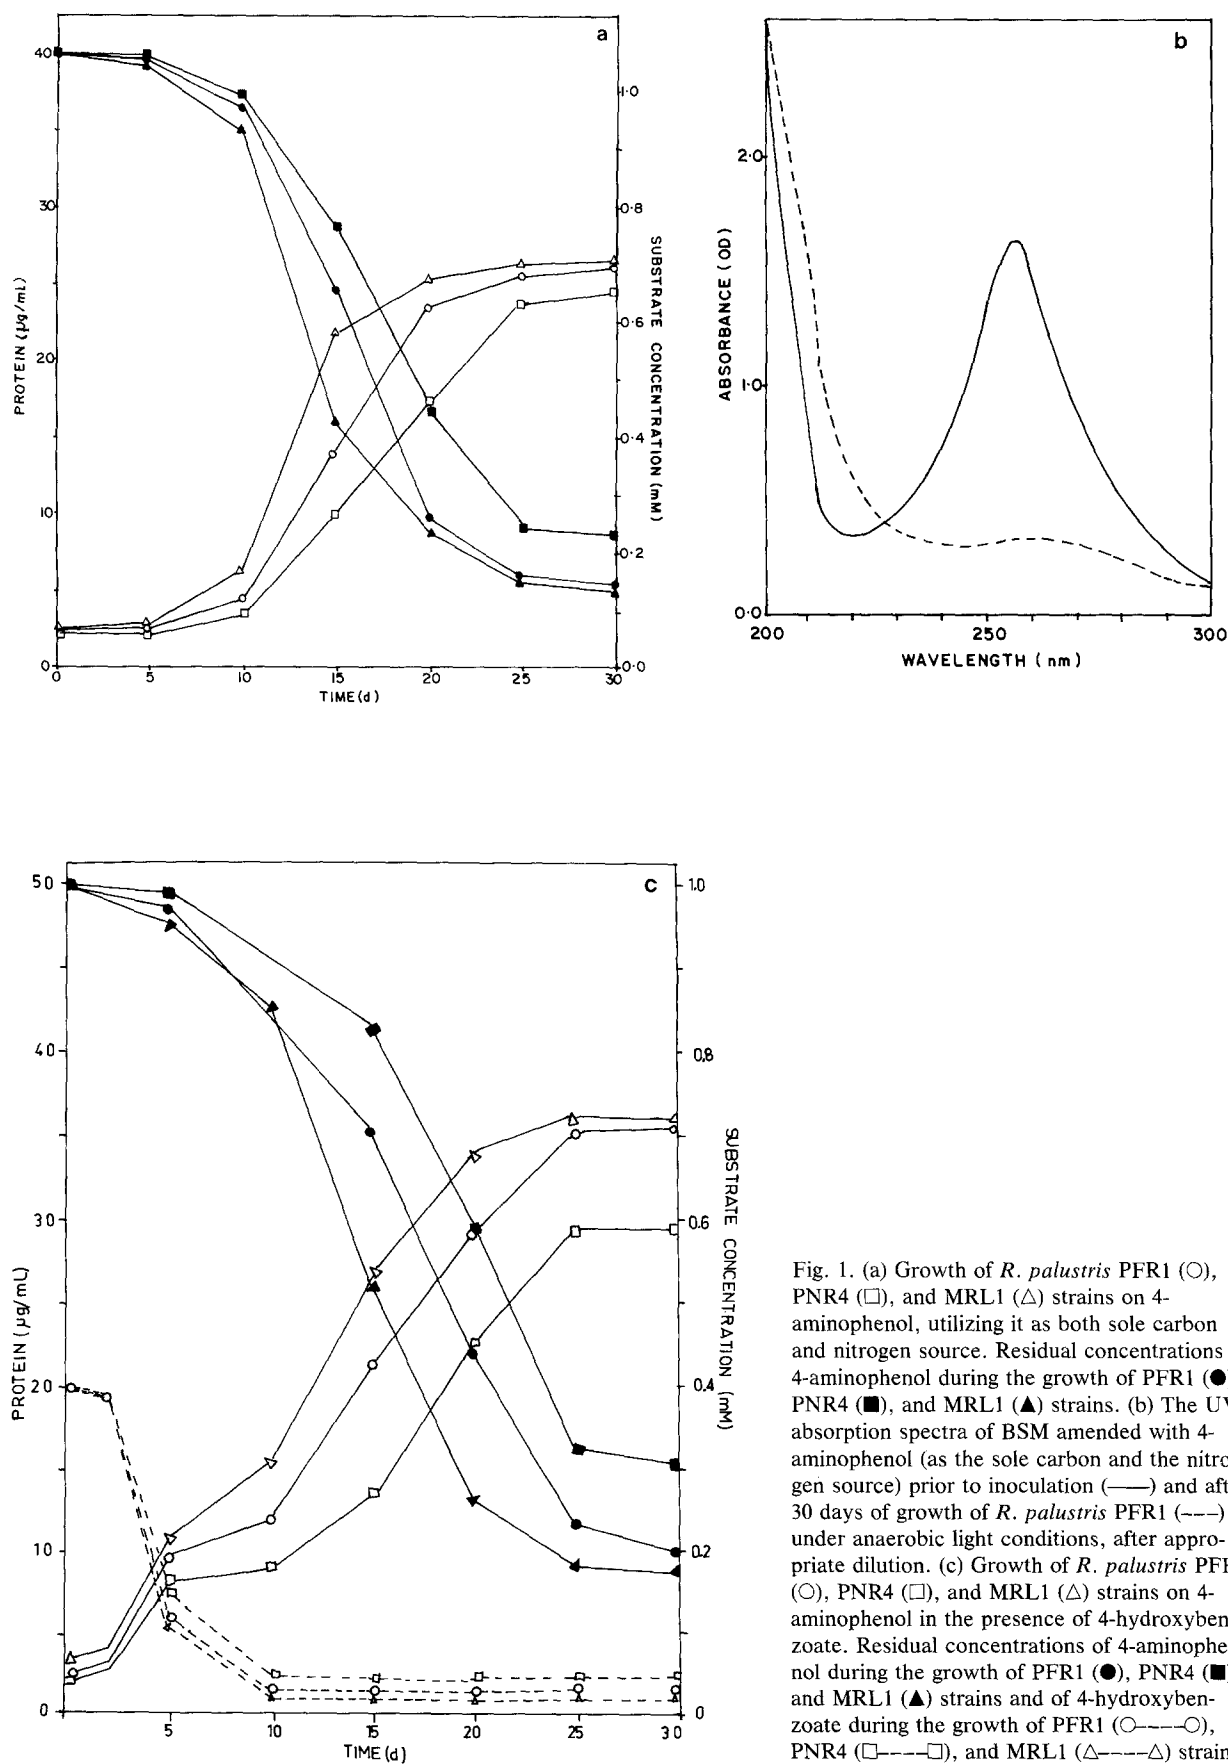 a
40
30
20
10
0
PROTEIN (µg/mL)
1·0
0·8
0·6
0·4
0·2
0·0
SUBSTRATE CONCENTRATION (mM)
0 5 10 15 20 25 30
TIME (d)
b
2·0
1·0
0·0
ABSORBANCE (OD)
200 250 300
WAVELENGTH (nm)
c
50
40
30
20
10
0
PROTEIN (µg/mL)
1.0
0.8
0.6
0.4
0.2
0
SUBSTRATE CONCENTRATION (mM)
5 10 15 20 25 30
TIME (d)
Fig. 1. (a) Growth of R. palustris PFR1 (○),
PNR4 (□), and MRL1 (△) strains on 4-
aminophenol, utilizing it as both sole carbon
and nitrogen source. Residual concentrations
4-aminophenol during the growth of PFR1 (●
PNR4 (■), and MRL1 (▲) strains. (b) The UV
absorption spectra of BSM amended with 4-
aminophenol (as the sole carbon and the nitro
gen source) prior to inoculation (——) and aft
30 days of growth of R. palustris PFR1 (---)
under anaerobic light conditions, after appro-
priate dilution. (c) Growth of R. palustris PFR
(○), PNR4 (□), and MRL1 (△) strains on 4-
aminophenol in the presence of 4-hydroxyben
zoate. Residual concentrations of 4-aminophe
nol during the growth of PFR1 (●), PNR4 (■
and MRL1 (▲) strains and of 4-hydroxyben-
zoate during the growth of PFR1 (○----○),
PNR4 (□----□), and MRL1 (△----△) strain